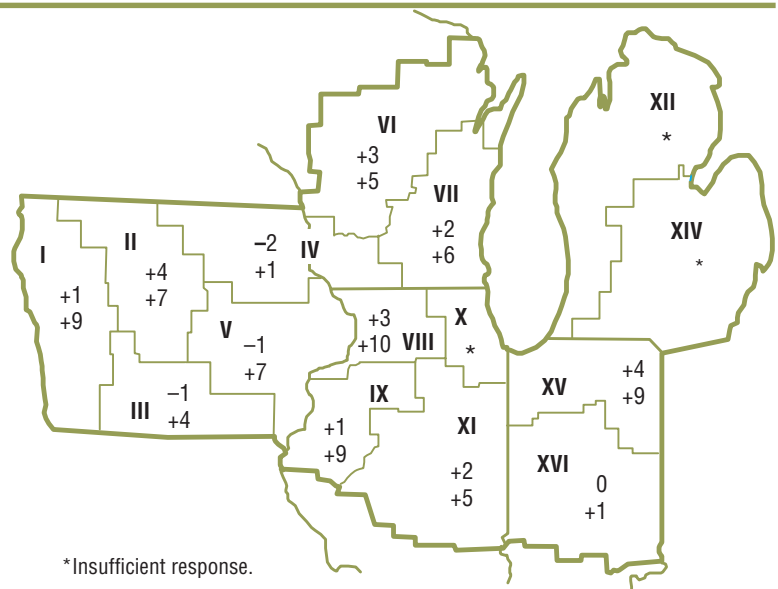 XII
*
VI
+3
+5
VII
+2
+6
XIV
*
I
+1
+9
II
+4
+7
–2
+1
IV
V
–1
+7
III
–1
+4
+3
+10
VIII
X
*
IX
+1
+9
XI
+2
+5
XV
+4
+9
XVI
0
+1
*Insufficient response.